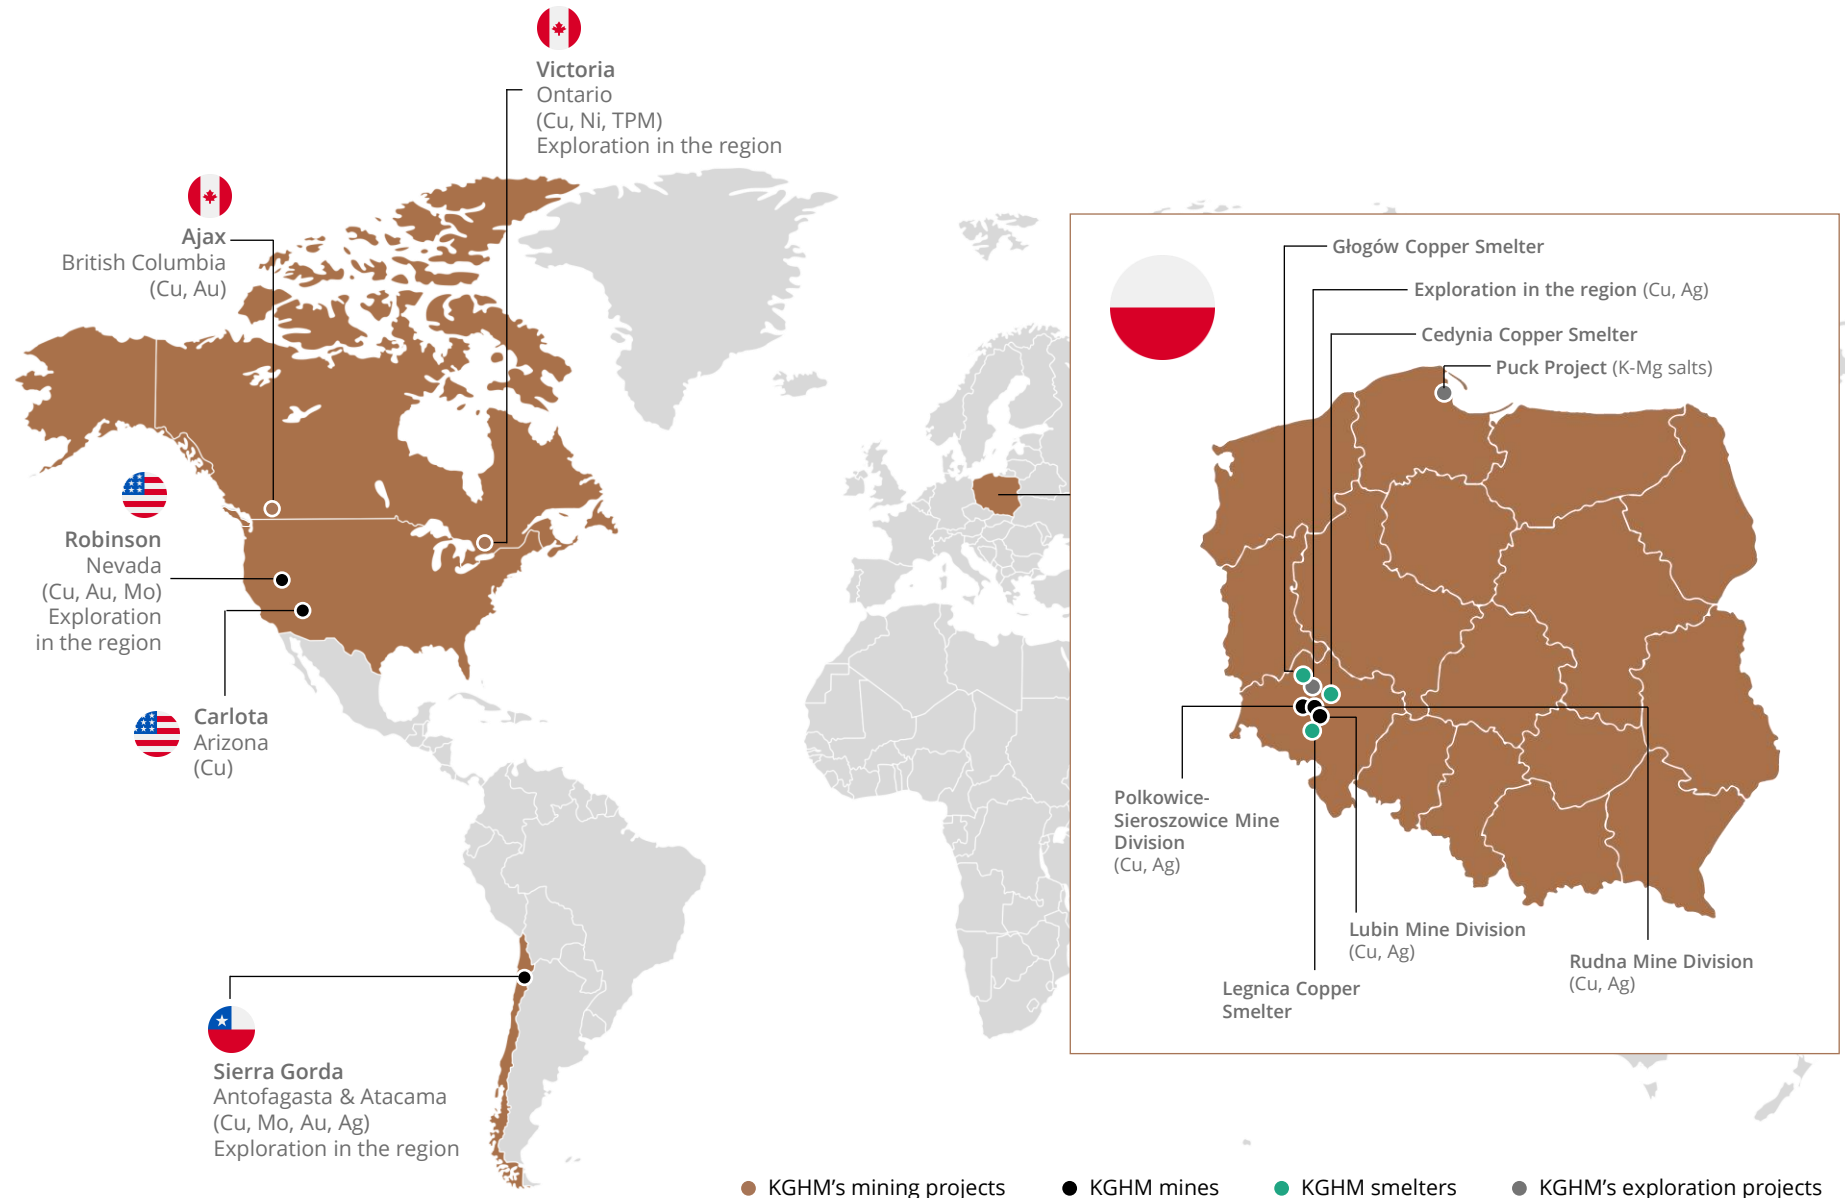 Victoria
Ontario
(Cu, Ni, TPM)
Exploration in the region
Ajax
British Columbia
(Cu, Au)
Robinson
Nevada
(Cu, Au, Mo)
Exploration
in the region
Carlota
Arizona
(Cu)
Sierra Gorda
Antofagasta & Atacama
(Cu, Mo, Au, Ag)
Exploration in the region
Głogów Copper Smelter
Exploration in the region (Cu, Ag)
Cedynia Copper Smelter
Puck Project (K-Mg salts)
Polkowice-
Sieroszowice Mine
Division
(Cu, Ag)
Lubin Mine Division
(Cu, Ag)
Rudna Mine Division
(Cu, Ag)
Legnica Copper
Smelter
KGHM’s mining projects
KGHM mines
KGHM smelters
KGHM’s exploration projects